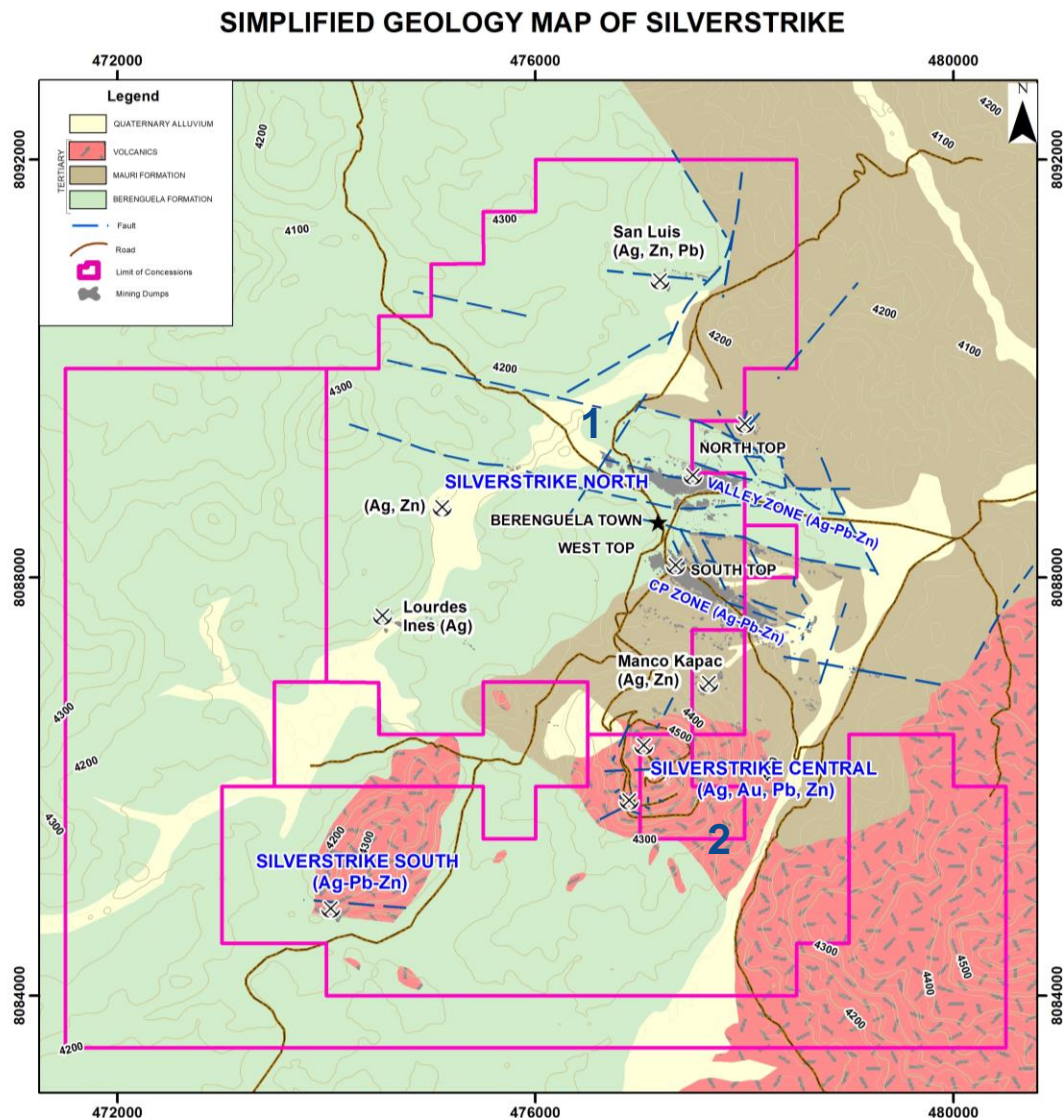 SIMPLIFIED GEOLOGY MAP OF SILVERSTRIKE
472000
476000
480000
Legend
QUATERNARY ALLUVIUM
TERTIARY
VOLCANICS
MAURI FORMATION
BERENGUELA FORMATION
Fault
Road
Limit of Concessions
Mining Dumps
N
4200
4200
4100
8092000
8092000
4300
4100
San Luis
(Ag, Zn, Pb)
4200
4200
4100
4200
4300
1
NORTH TOP
SILVERSTRIKE NORTH
VALLEY ZONE (Ag-Pb-Zn)
(Ag, Zn)
BERENGUELA TOWN
WEST TOP
SOUTH TOP
8088000
8088000
CP ZONE (Ag-Pb-Zn)
Lourdes
Ines (Ag)
Manco Kapac
(Ag, Zn)
4300
4400
4500
4200
SILVERSTRIKE CENTRAL
(Ag, Au, Pb, Zn)
4300
4300
2
4200
4300
SILVERSTRIKE SOUTH
(Ag-Pb-Zn)
4300
4500
4400
8084000
8084000
4200
4200
472000
476000
480000